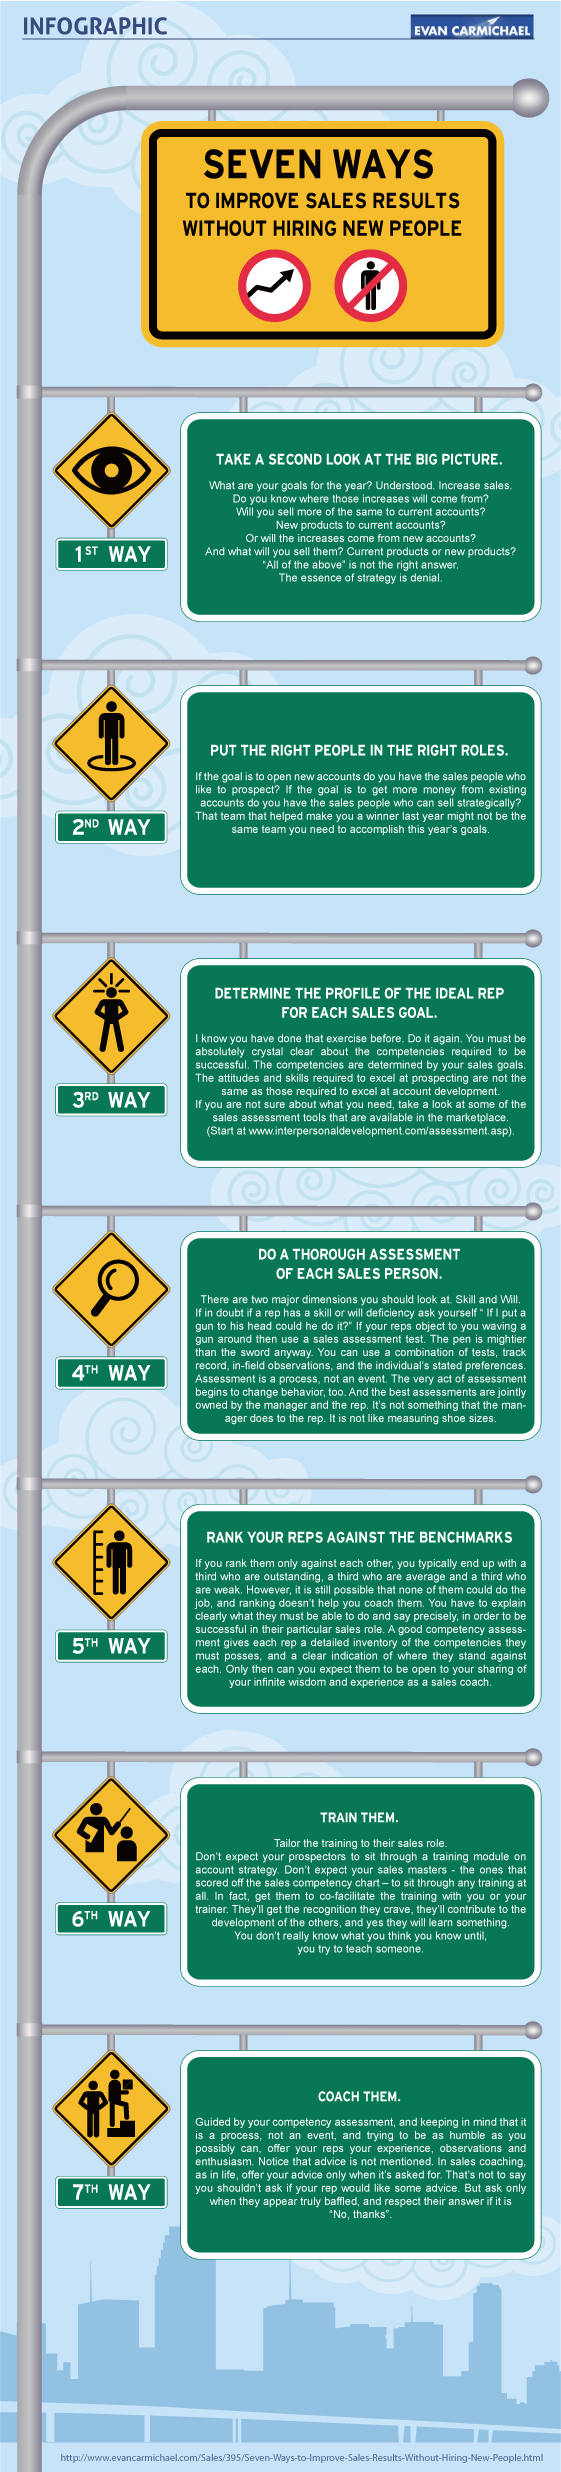 INFOGRAPHIC
EVAN CARMICHAEL
SEVEN WAYS
TO IMPROVE SALES RESULTS
WITHOUT HIRING NEW PEOPLE
1ST WAY
TAKE A SECOND LOOK AT THE BIG PICTURE.
What are your goals for the year? Understood. Increase sales.
Do you know where those increases will come from?
Will you sell more of the same to current accounts?
New products to current accounts?
Or will the increases come from new accounts?
And what will you sell them? Current products or new products?
“All of the above” is not the right answer.
The essence of strategy is denial.
2ND WAY
PUT THE RIGHT PEOPLE IN THE RIGHT ROLES.
If the goal is to open new accounts do you have the sales people who
like to prospect? If the goal is to get more money from existing
accounts do you have the sales people who can sell strategically?
That team that helped make you a winner last year might not be the
same team you need to accomplish this year’s goals.
3RD WAY
DETERMINE THE PROFILE OF THE IDEAL REP
FOR EACH SALES GOAL.
I know you have done that exercise before. Do it again. You must be
absolutely crystal clear about the competencies required to be
successful. The competencies are determined by your sales goals.
The attitudes and skills required to excel at prospecting are not the
same as those required to excel at account development.
If you are not sure about what you need, take a look at some of the
sales assessment tools that are available in the marketplace.
(Start at www.interpersonaldevelopment.com/assessment.asp).
4TH WAY
DO A THOROUGH ASSESSMENT
OF EACH SALES PERSON.
There are two major dimensions you should look at. Skill and Will.
If in doubt if a rep has a skill or will deficiency ask yourself “ If I put a
gun to his head could he do it?” If your reps object to you waving a
gun around then use a sales assessment test. The pen is mightier
than the sword anyway. You can use a combination of tests, track
record, in-field observations, and the individual’s stated preferences.
Assessment is a process, not an event. The very act of assessment
begins to change behavior, too. And the best assessments are jointly
owned by the manager and the rep. It’s not something that the man-
ager does to the rep. It is not like measuring shoe sizes.
5TH WAY
RANK YOUR REPS AGAINST THE BENCHMARKS
If you rank them only against each other, you typically end up with a
third who are outstanding, a third who are average and a third who
are weak. However, it is still possible that none of them could do the
job, and ranking doesn’t help you coach them. You have to explain
clearly what they must be able to do and say precisely, in order to be
successful in their particular sales role. A good competency assess-
ment gives each rep a detailed inventory of the competencies they
must posses, and a clear indication of where they stand against
each. Only then can you expect them to be open to your sharing of
your infinite wisdom and experience as a sales coach.
6TH WAY
TRAIN THEM.
Tailor the training to their sales role.
Don’t expect your prospectors to sit through a training module on
account strategy. Don’t expect your sales masters - the ones that
scored off the sales competency chart – to sit through any training at
all. In fact, get them to co-facilitate the training with you or your
trainer. They’ll get the recognition they crave, they’ll contribute to the
development of the others, and yes they will learn something.
You don’t really know what you think you know until,
you try to teach someone.
7TH WAY
COACH THEM.
Guided by your competency assessment, and keeping in mind that it
is a process, not an event, and trying to be as humble as you
possibly can, offer your reps your experience, observations and
enthusiasm. Notice that advice is not mentioned. In sales coaching,
as in life, offer your advice only when it’s asked for. That’s not to say
you shouldn’t ask if your rep would like some advice. But ask only
when they appear truly baffled, and respect their answer if it is
“No, thanks”.
http://www.evancarmichael.com/Sales/395/Seven-Ways-to-Improve-Sales-Results-Without-Hiring-New-People.html